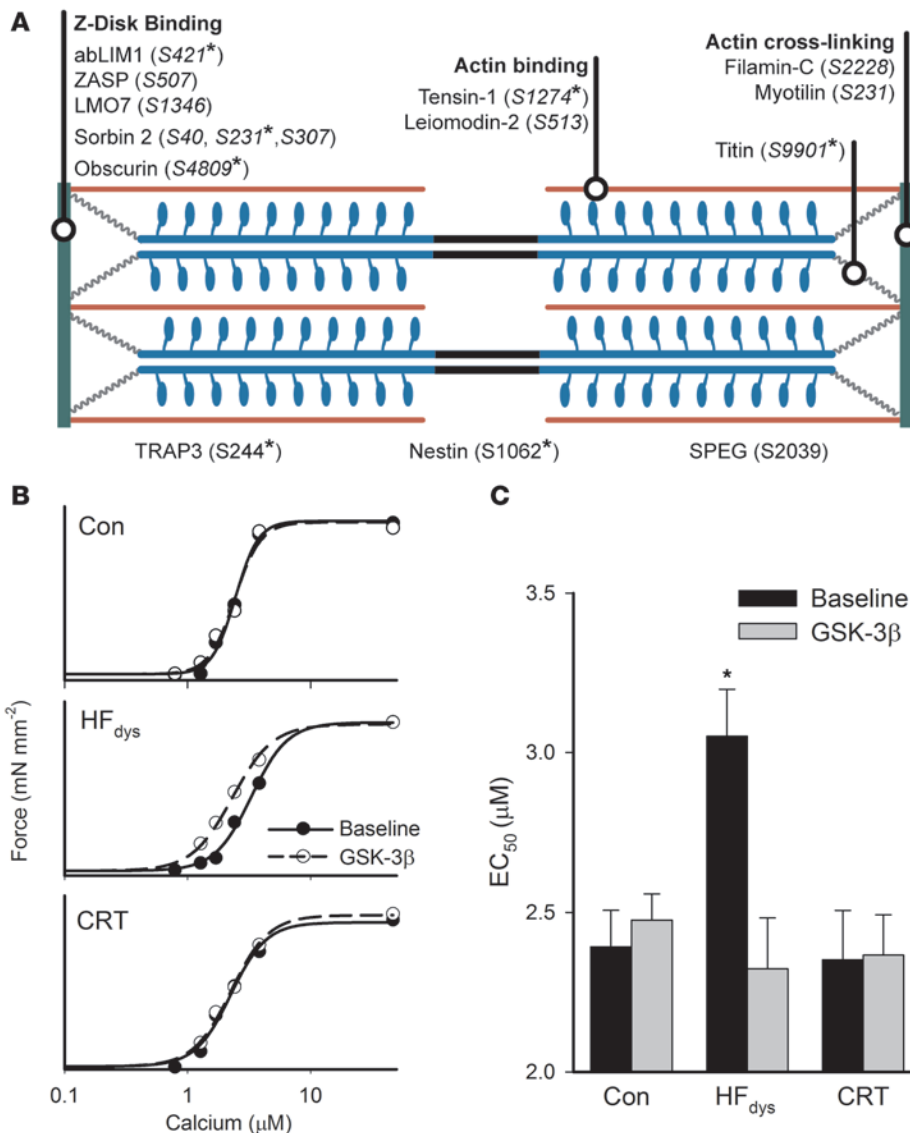 A
Z-Disk Binding
abLIM1 (S421*)
ZASP (S507)
LMO7 (S1346)
Sorbin 2 (S40, S231*,S307)
Obscurin (S4809*)
Actin binding
Tensin-1 (S1274*)
Leiomodin-2 (S513)
Actin cross-linking
Filamin-C (S2228)
Myotilin (S231)
Titin (S9901*)
TRAP3 (S244*)
Nestin (S1062*)
SPEG (S2039)
B
Con
HFdys
Baseline
GSK-3β
CRT
Force (mN mm-2)
0.1
1
10
Calcium (μM)
C
Baseline
GSK-3β
3.5
*
3.0
2.5
2.0
EC50 (μM)
Con
HFdys
CRT